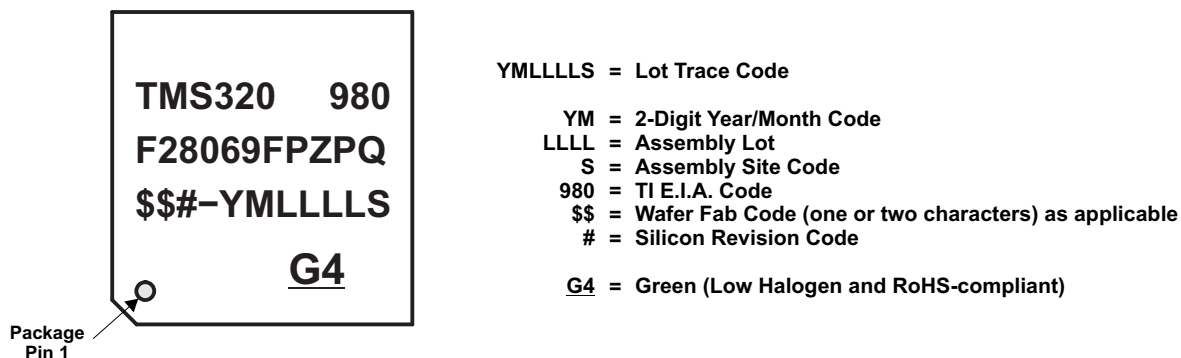 TMS320 980
F28069FPZPQ
$$#−YMLLLLS
G4
Package
Pin 1
YMLLLLS = Lot Trace Code
YM = 2-Digit Year/Month Code
LLLL = Assembly Lot
S = Assembly Site Code
980 = TI E.I.A. Code
$$ = Wafer Fab Code (one or two characters) as applicable
# = Silicon Revision Code
G4 = Green (Low Halogen and RoHS-compliant)